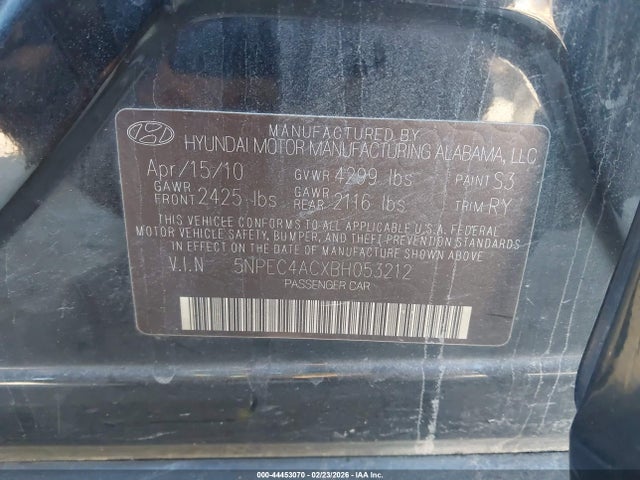 MANUFACTURED BY
HYUNDAI MOTOR MANUFACTURING ALABAMA, LLC
Apr/15/10 GVWR 4299 lbs PAINT S3
GAWR FRONT 2425 lbs GAWR REAR 2116 lbs TRIM RY
THIS VEHICLE CONFORMS TO ALL APPLICABLE U.S.A. FEDERAL
MOTOR VEHICLE SAFETY, BUMPER, AND THEFT PREVENTION STANDARDS
IN EFFECT ON THE DATE OF MANUFACTURE SHOWN ABOVE.
V.I.N 5NPEC4ACXBH053212
PASSENGER CAR
000-44453070 - 02/23/2026 - IAA Inc.